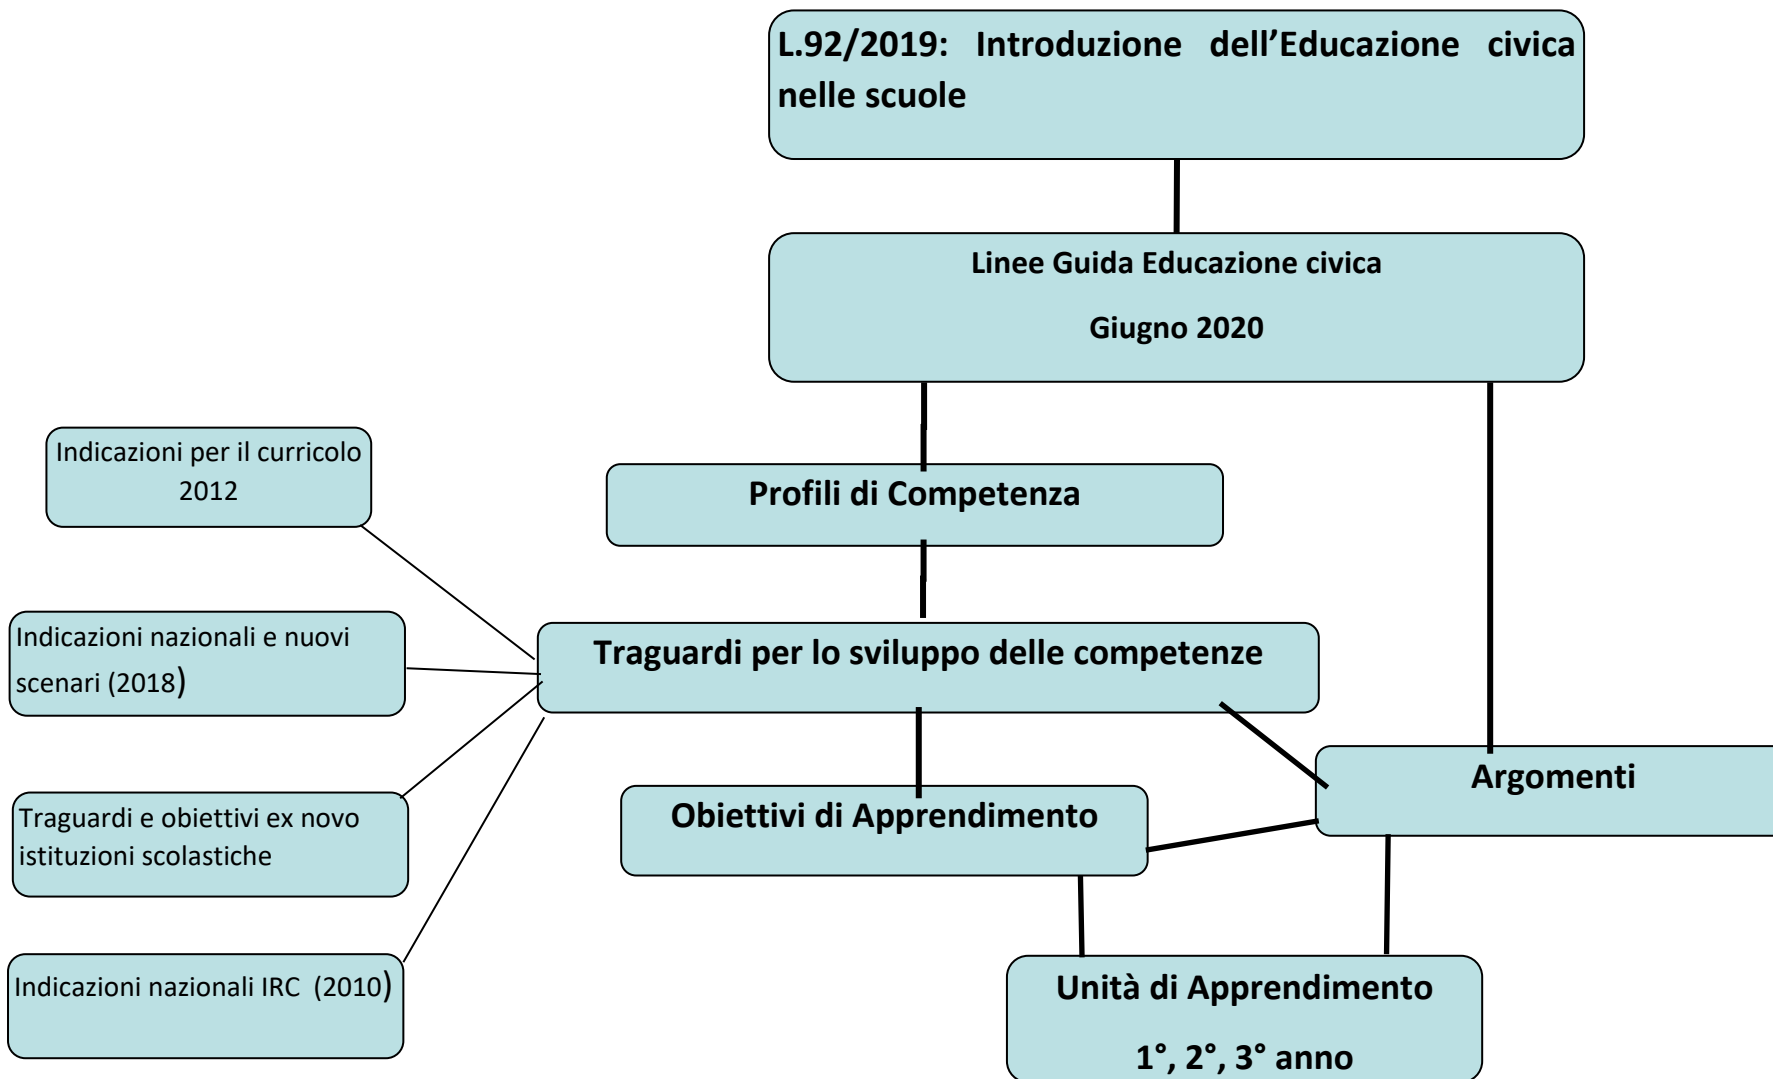 L.92/2019: Introduzione dell’Educazione civica
nelle scuole
Linee Guida Educazione civica
Giugno 2020
Indicazioni per il curricolo
2012
Profili di Competenza
Indicazioni nazionali e nuovi
scenari (2018)
Traguardi per lo sviluppo delle competenze
Argomenti
Traguardi e obiettivi ex novo
istituzioni scolastiche
Obiettivi di Apprendimento
Indicazioni nazionali IRC (2010)
Unità di Apprendimento
1°, 2°, 3° anno